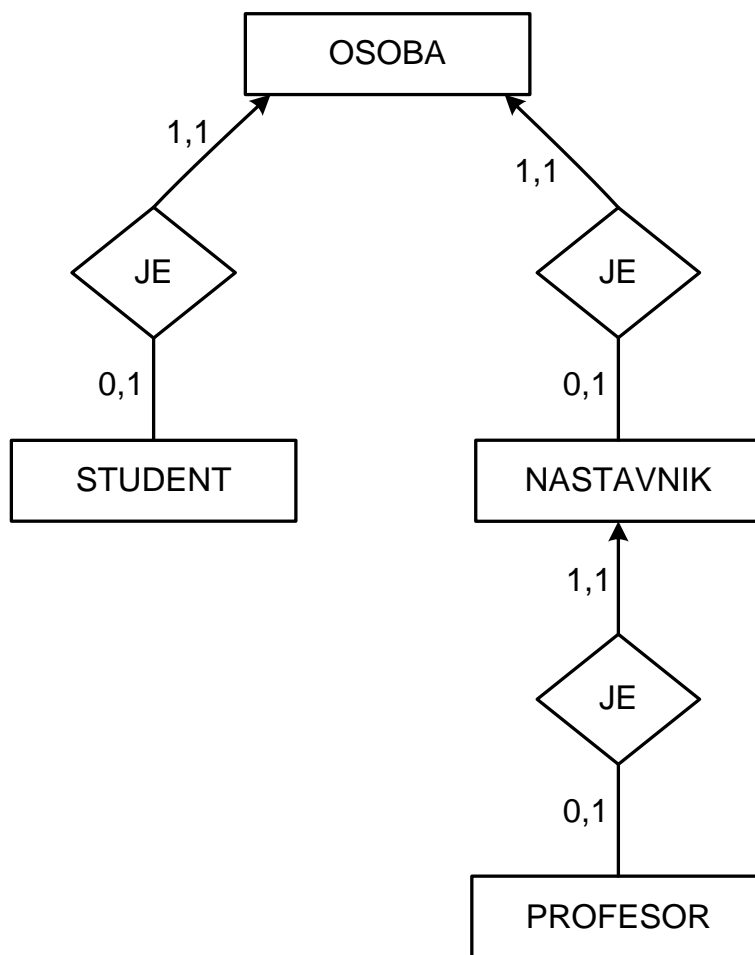 OSOBA
1,1
1,1
JE
JE
0,1
0,1
STUDENT
NASTAVNIK
1,1
JE
0,1
PROFESOR